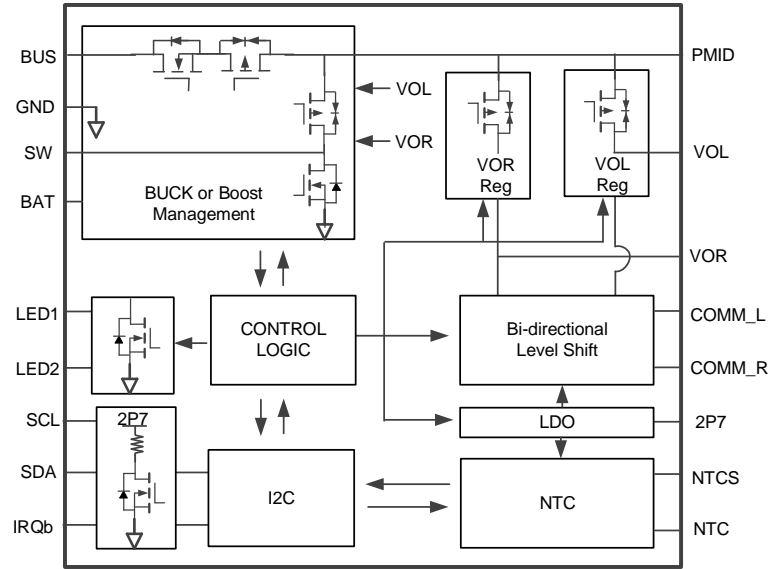 BUS
PMID
VOL
GND
VOR
SW
VOR
Reg
VOL
Reg
VOL
BAT
BUCK or Boost
Management
VOR
LED1
CONTROL
LOGIC
Bi-directional
Level Shift
COMM_L
LED2
COMM_R
SCL
2P7
LDO
2P7
SDA
I2C
NTC
NTCS
IRQb
NTC